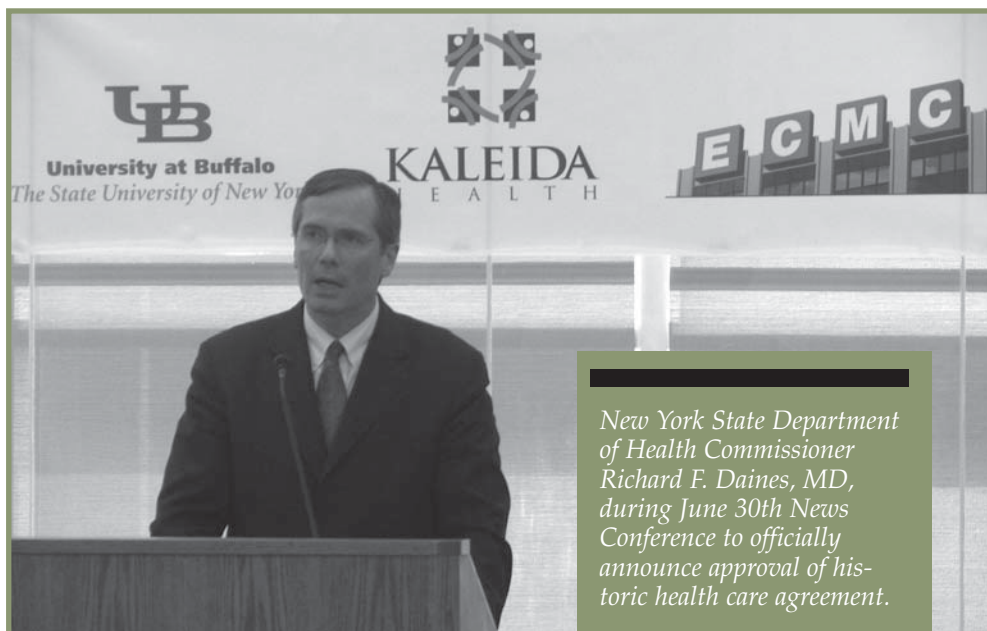 UB
University at Buffalo
The State University of New Yo
KALEIDA
HEALTH
ECMC
New York State Department
of Health Commissioner
Richard F. Daines, MD,
during June 30th News
Conference to officially
announce approval of his-
toric health care agreement.